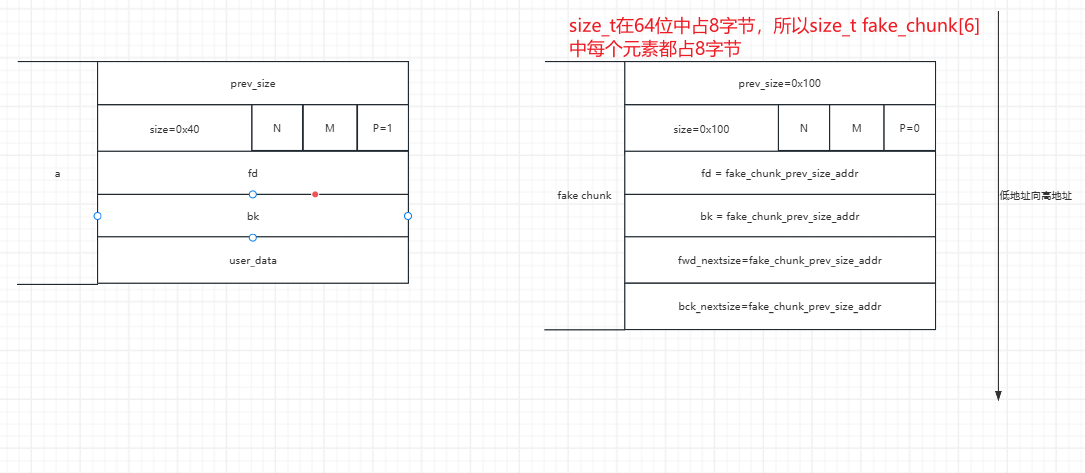 size_t在64位中占8字节，所以size_t fake_chunk[6]
中每个元素都占8字节
prev_size
size=0x40
N
M
P=1
a
fd
bk
user_data
prev_size=0x100
size=0x100
N
M
P=0
fake chunk
fd = fake_chunk_prev_size_addr
bk = fake_chunk_prev_size_addr
fwd_nextsize=fake_chunk_prev_size_addr
bck_nextsize=fake_chunk_prev_size_addr
低地址向高地址